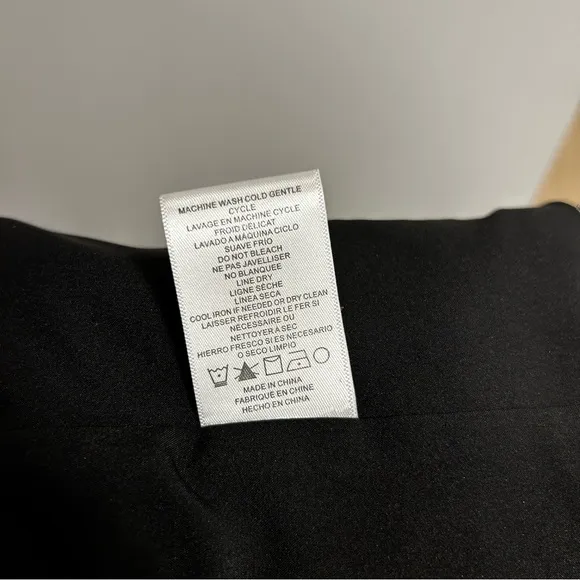 MACHINE WASH COLD GENTLE
CYCLE
LAVAGE EN MACHINE CYCLE
FROID DÉLICAT
LAVADO A MÁQUINA CICLO
SUAVE FRÍO
DO NOT BLEACH
NE PAS JAVELLISER
NO BLANQUEE
LINE DRY
LIGNE SÈCHE
LÍNEA SECA
COOL IRON IF NEEDED OR DRY CLEAN
LAISSER REFROIDIR LE FER SI
NÉCESSAIRE OU
NETTOYER À SEC
HIERRO FRESCO SI ES NECESARIO
O SECO LIMPIO
MADE IN CHINA
FABRIQUÉ EN CHINE
HECHO EN CHINA